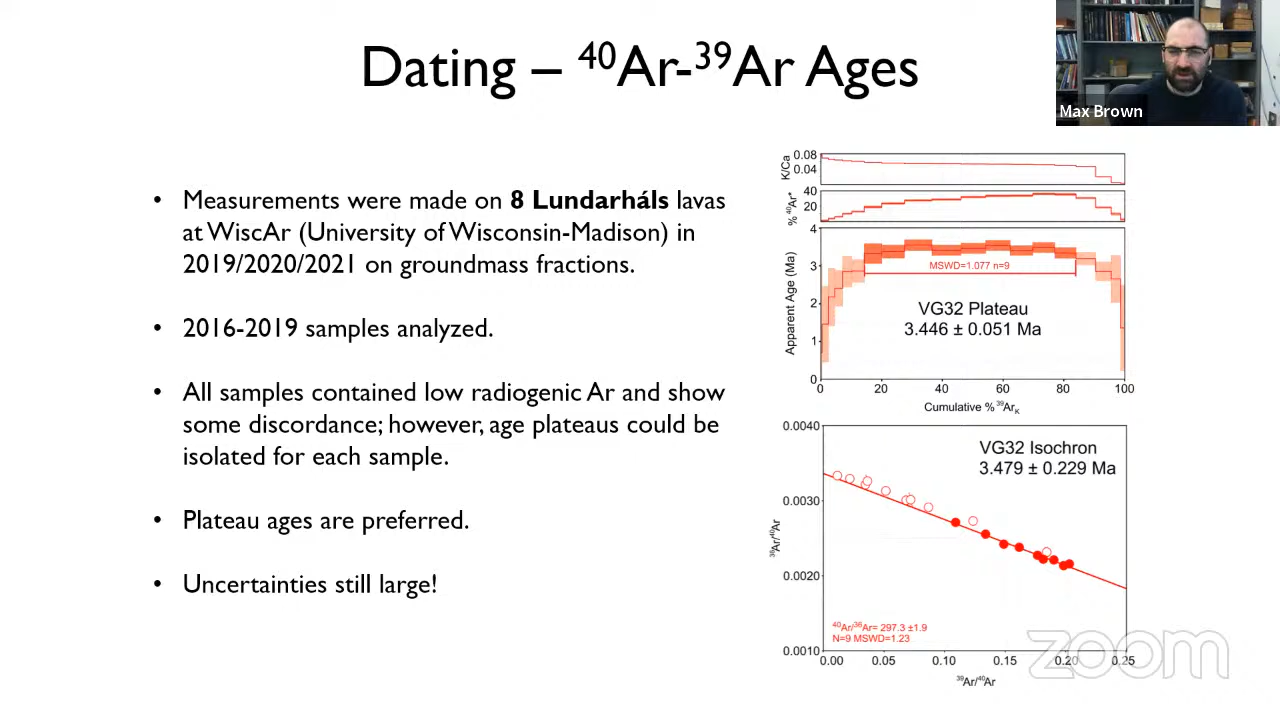 Dating – ⁴⁰Ar-³⁹Ar Ages
Max Brown
• Measurements were made on 8 Lundarháls lavas
at WiscAr (University of Wisconsin-Madison) in
2019/2020/2021 on groundmass fractions.
• 2016-2019 samples analyzed.
• All samples contained low radiogenic Ar and show
some discordance; however, age plateaus could be
isolated for each sample.
• Plateau ages are preferred.
• Uncertainties still large!
K/Ca
0.08
0.04
% ⁴⁰Ar*
40
20
Apparent Age (Ma)
4
3
2
1
0
MSWD=1.077 n=9
VG32 Plateau
3.446 ± 0.051 Ma
0 20 40 60 80 100
Cumulative % ³⁹Arₖ
0.0040
0.0030
0.0020
0.0010
³⁶Ar/⁴⁰Ar
VG32 Isochron
3.479 ± 0.229 Ma
⁴⁰Ar/³⁶Ar= 297.3 ±1.9
N=9 MSWD=1.23
0.00 0.05 0.10 0.15 0.20 0.25
³⁹Ar/⁴⁰Ar
zoom